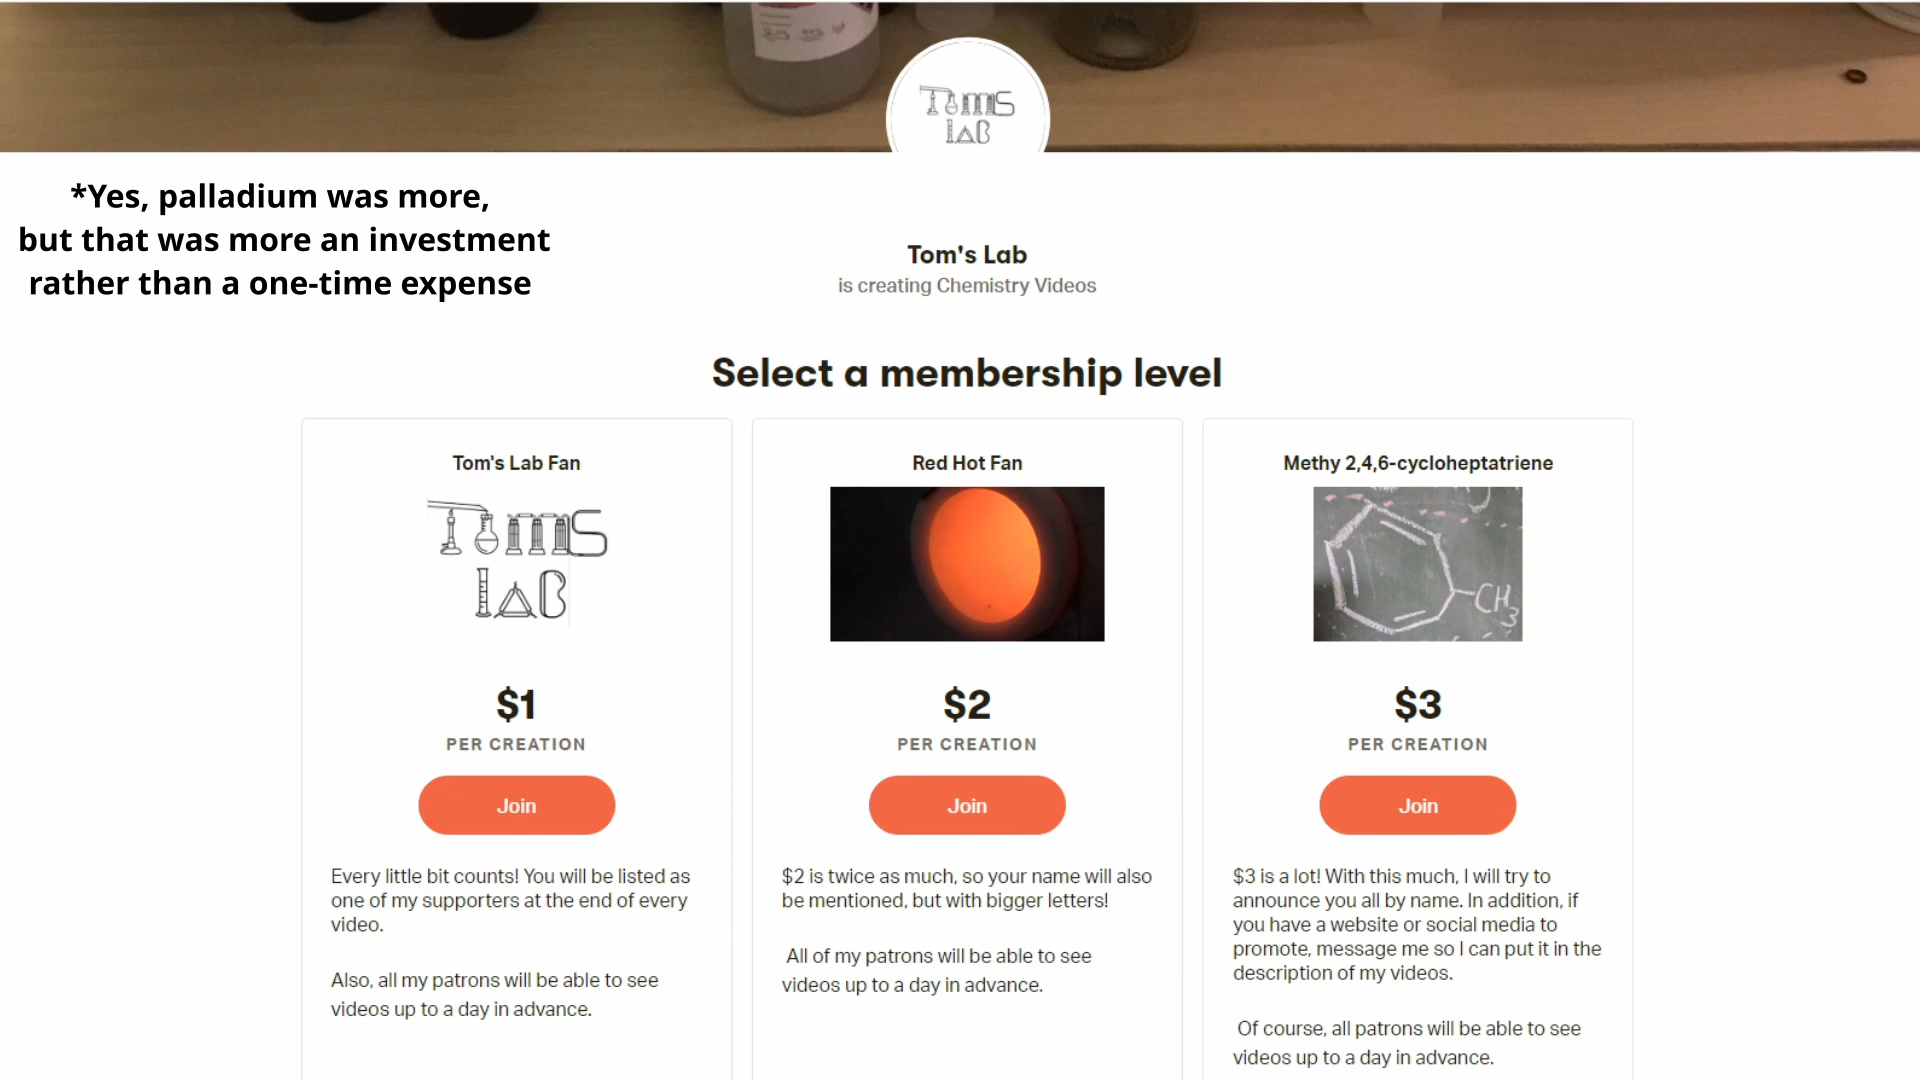 Tom's
LAB
*Yes, palladium was more,
but that was more an investment
rather than a one-time expense
Tom's Lab
is creating Chemistry Videos
Select a membership level
Tom's Lab Fan
Toms
LAB
$1
PER CREATION
Join
Every little bit counts! You will be listed as
one of my supporters at the end of every
video.
Also, all my patrons will be able to see
videos up to a day in advance.
Red Hot Fan
$2
PER CREATION
Join
$2 is twice as much, so your name will also
be mentioned, but with bigger letters!
All of my patrons will be able to see
videos up to a day in advance.
Methy 2,4,6-cycloheptatriene
CH3
$3
PER CREATION
Join
$3 is a lot! With this much, I will try to
announce you all by name. In addition, if
you have a website or social media to
promote, message me so I can put it in the
description of my videos.
Of course, all patrons will be able to see
videos up to a day in advance.